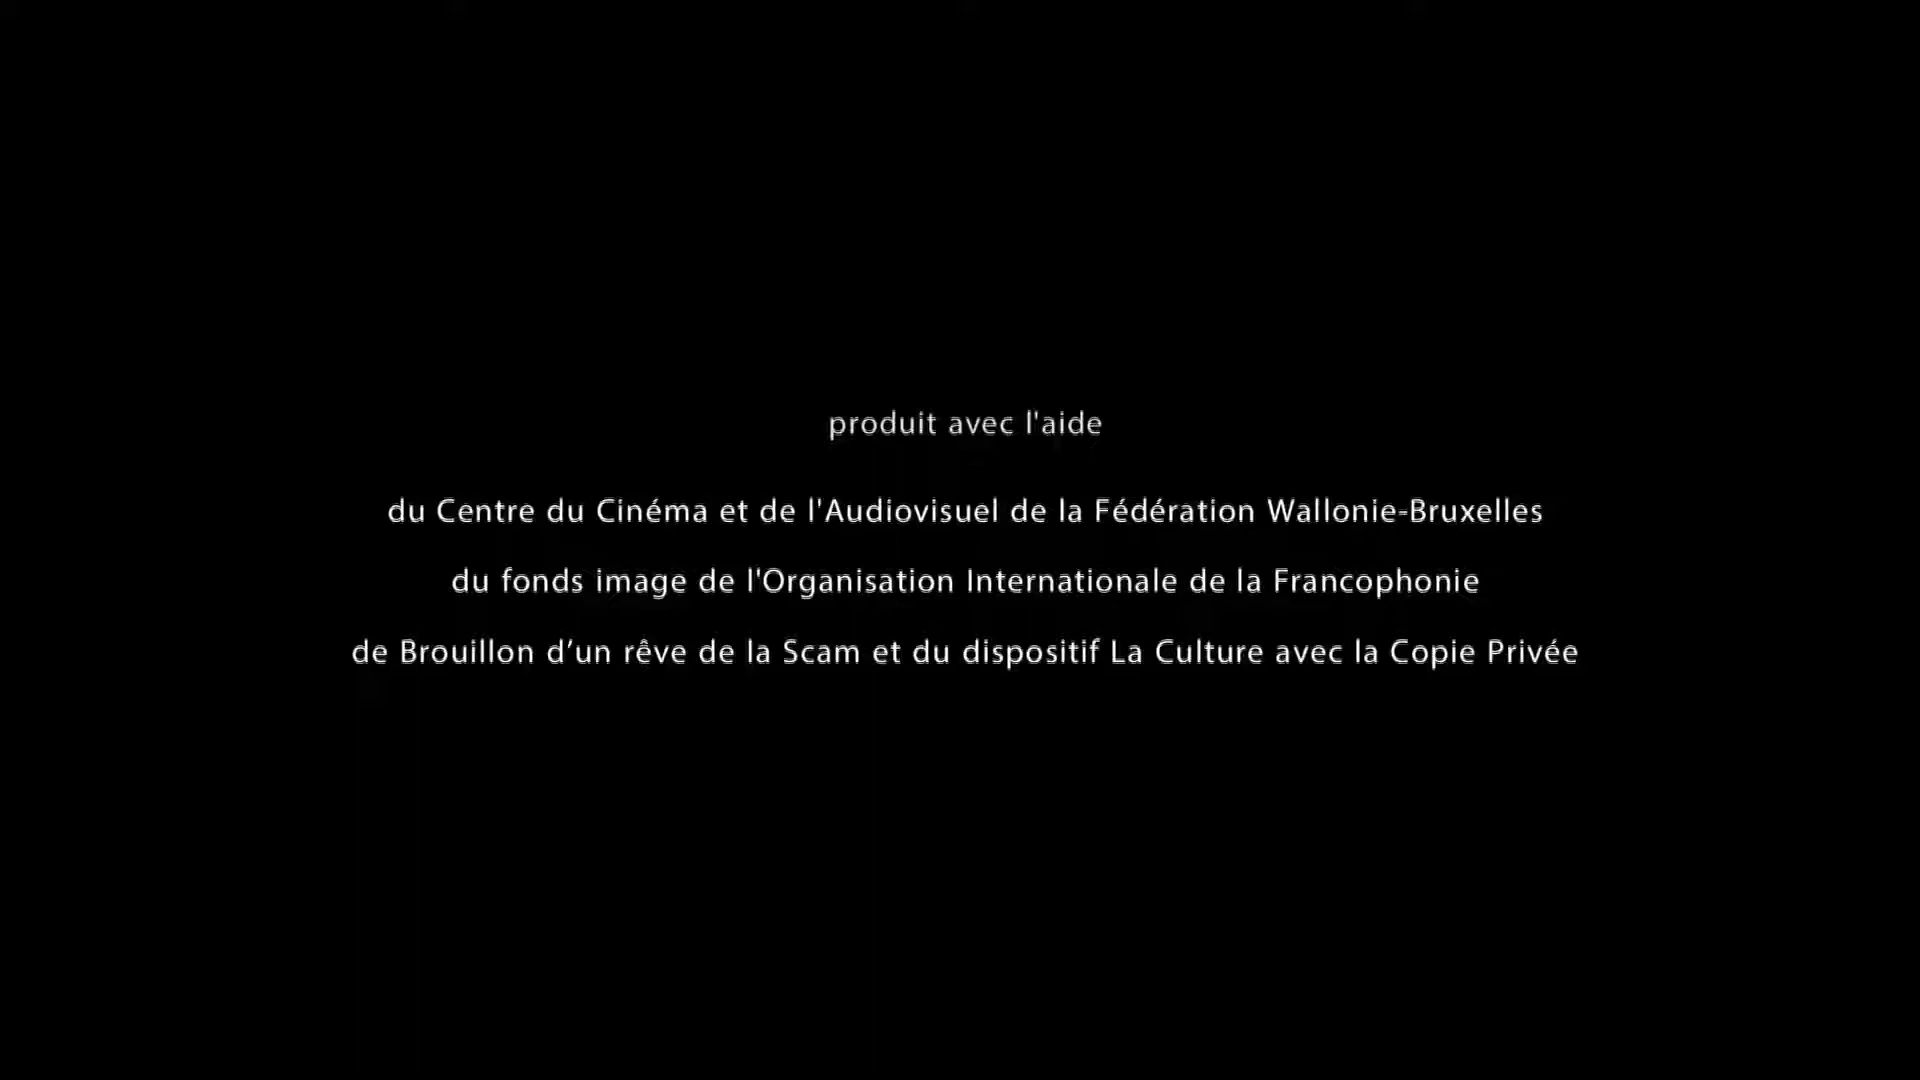 produit avec l'aide
du Centre du Cinéma et de l'Audiovisuel de la Fédération Wallonie-Bruxelles
du fonds image de l'Organisation Internationale de la Francophonie
de Brouillon d’un rêve de la Scam et du dispositif La Culture avec la Copie Privée